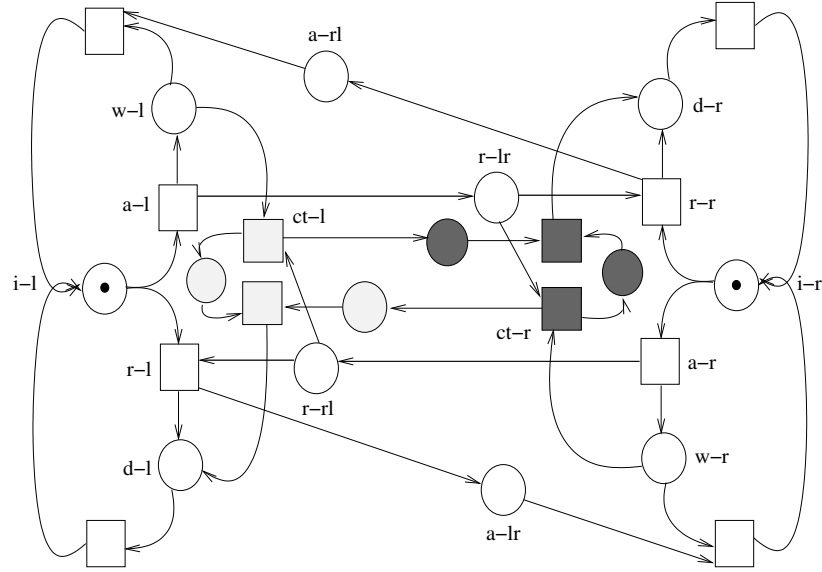 a-rl
w-l
d-r
r-lr
a-l
ct-l
r-r
i-l
i-r
ct-r
r-l
r-rl
a-r
d-l
w-r
a-lr